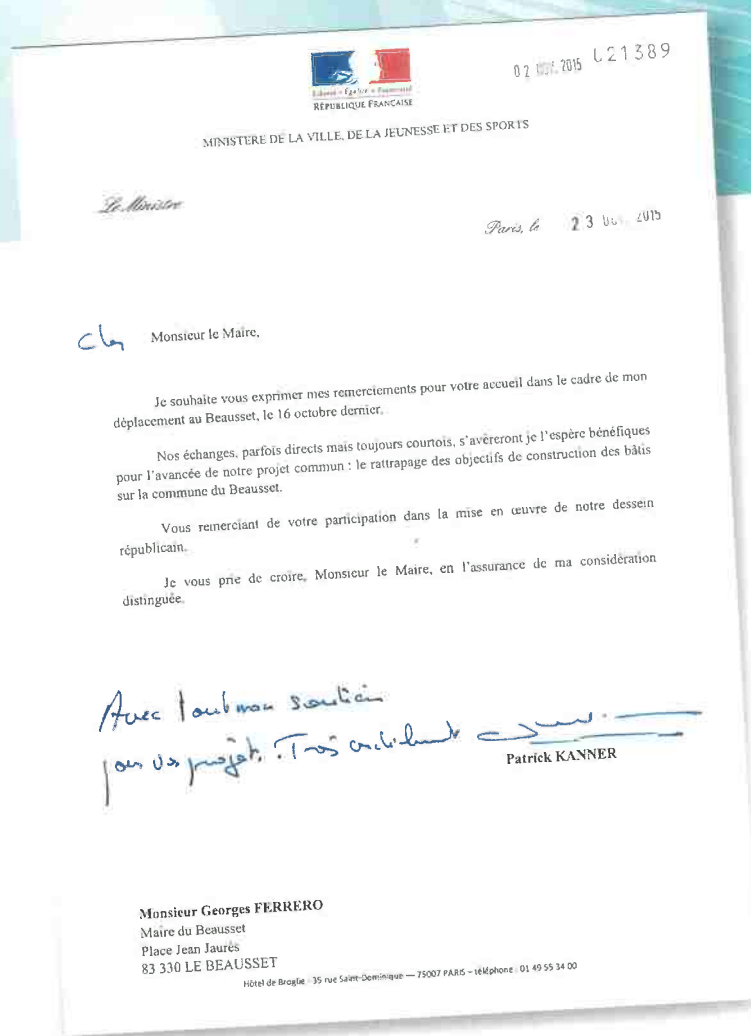 02 NOV. 2015 L21389
Liberté • Égalité • Fraternité
RÉPUBLIQUE FRANÇAISE
MINISTERE DE LA VILLE, DE LA JEUNESSE ET DES SPORTS
Le Ministre
Paris, le 23 2015
Cher Monsieur le Maire,
Je souhaite vous exprimer mes remerciements pour votre accueil dans le cadre de mon
déplacement au Beausset, le 16 octobre dernier.
Nos échanges, parfois directs mais toujours courtois, s'avèreront je l'espère bénéfiques
pour l'avancée de notre projet commun : le rattrapage des objectifs de construction des bâtis
sur la commune du Beausset.
Vous remerciant de votre participation dans la mise en œuvre de notre dessein
républicain.
Je vous prie de croire, Monsieur le Maire, en l'assurance de ma considération
distinguée.
Avec tout mon soutien
pour vos projets. Très cordialement
Patrick KANNER
Monsieur Georges FERRERO
Maire du Beausset
Place Jean Jaurès
83 330 LE BEAUSSET
Hôtel de Broglie - 35 rue Saint-Dominique — 75007 PARIS – téléphone : 01 49 55 34 00